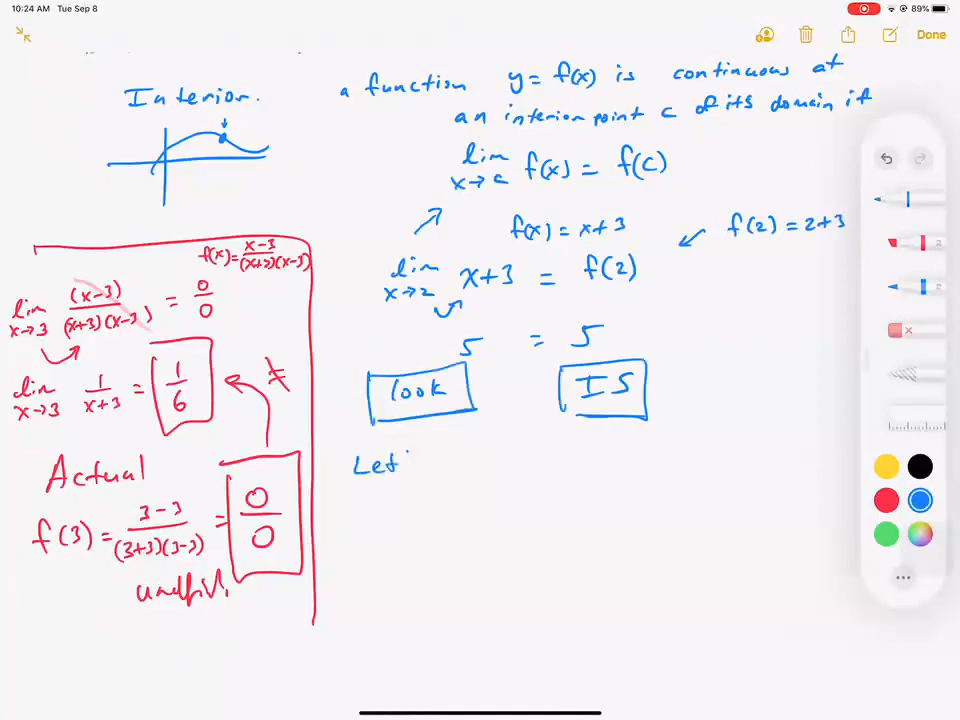 10:24 AM Tue Sep 8
89%
Done
Interior.
a function y = f(x) is continuous at
an interior point c of its domain if
lim x→c f(x) = f(c)
f(x) = x+3
f(2) = 2+3
lim x→2 x+3 = f(2)
5 = 5
look
IS
Let'
f(x) = (x-3)/((x+3)(x-3))
lim x→3 (x-3)/((x+3)(x-3)) = 0/0
lim x→3 1/(x+3) = 1/6
≠
Actual
f(3) = (3-3)/((3+3)(3-3)) = 0/0